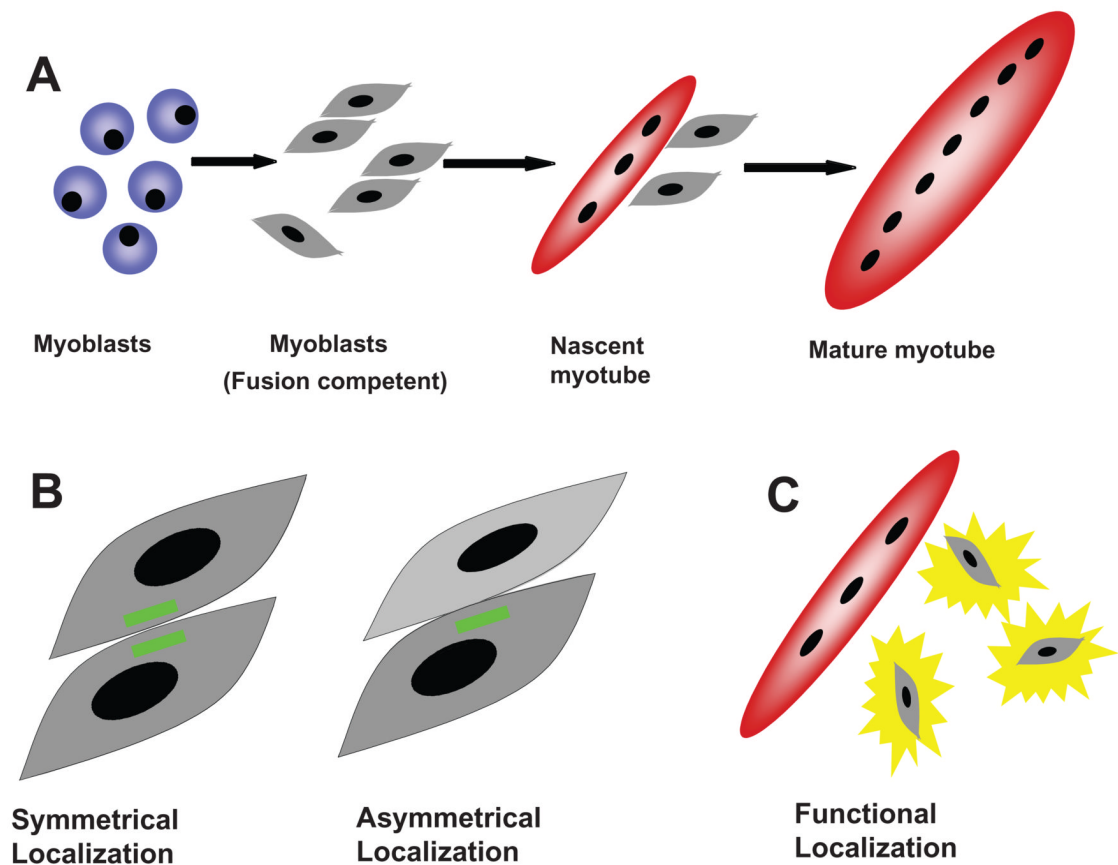 A
Myoblasts
Myoblasts
(Fusion competent)
Nascent
myotube
Mature myotube
B
Symmetrical
Localization
Asymmetrical
Localization
C
Functional
Localization